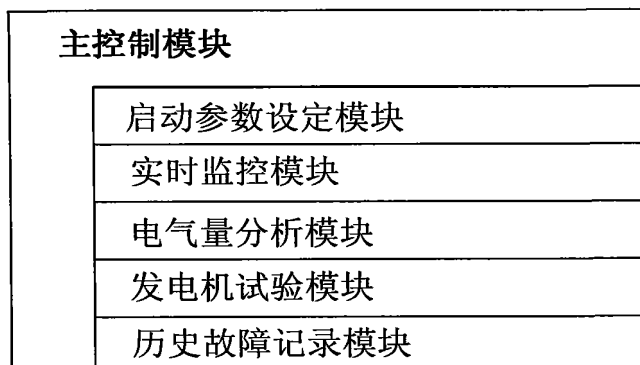 主控制模块
启动参数设定模块
实时监控模块
电气量分析模块
发电机试验模块
历史故障记录模块